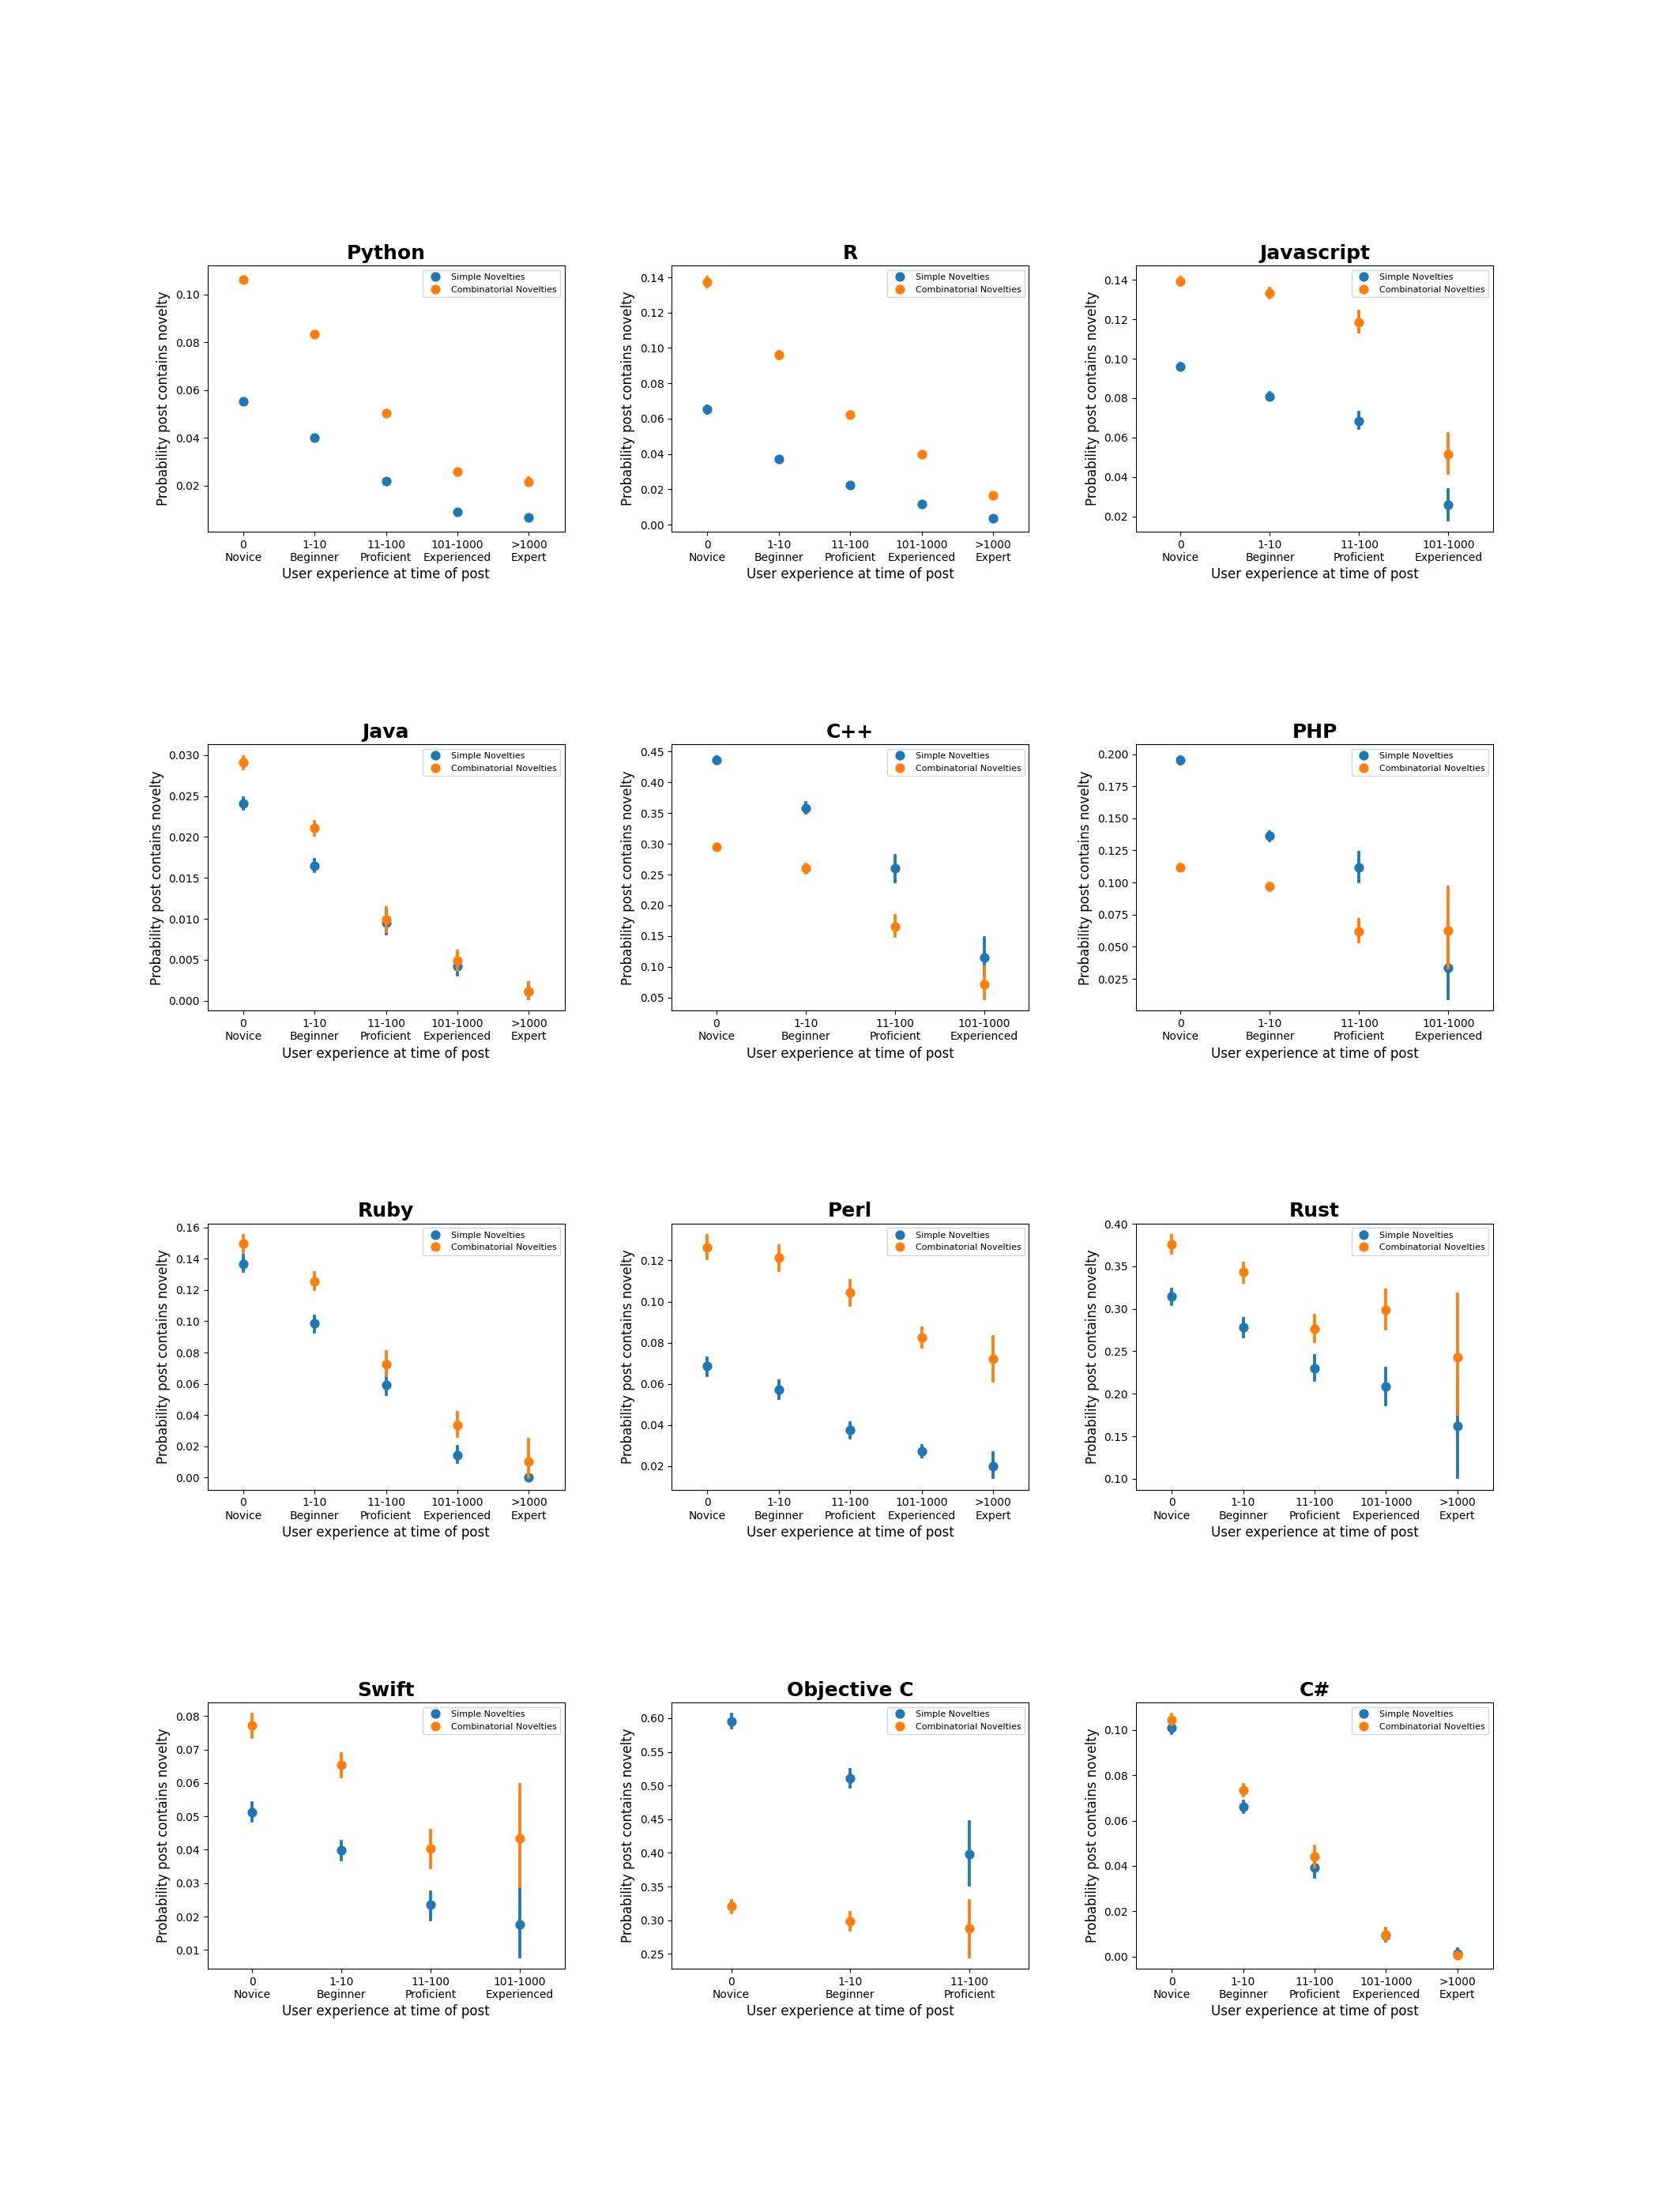 Python
Probability post contains novelty
0.10
0.08
0.06
0.04
0.02
Simple Novelties
Combinatorial Novelties
0 1-10 11-100 101-1000 >1000
Novice Beginner Proficient Experienced Expert
User experience at time of post
R
Probability post contains novelty
0.14
0.12
0.10
0.08
0.06
0.04
0.02
0.00
Simple Novelties
Combinatorial Novelties
0 1-10 11-100 101-1000 >1000
Novice Beginner Proficient Experienced Expert
User experience at time of post
Javascript
Probability post contains novelty
0.14
0.12
0.10
0.08
0.06
0.04
0.02
Simple Novelties
Combinatorial Novelties
0 1-10 11-100 101-1000
Novice Beginner Proficient Experienced
User experience at time of post
Java
Probability post contains novelty
0.030
0.025
0.020
0.015
0.010
0.005
0.000
Simple Novelties
Combinatorial Novelties
0 1-10 11-100 101-1000 >1000
Novice Beginner Proficient Experienced Expert
User experience at time of post
C++
Probability post contains novelty
0.45
0.40
0.35
0.30
0.25
0.20
0.15
0.10
0.05
Simple Novelties
Combinatorial Novelties
0 1-10 11-100 101-1000
Novice Beginner Proficient Experienced
User experience at time of post
PHP
Probability post contains novelty
0.200
0.175
0.150
0.125
0.100
0.075
0.050
0.025
Simple Novelties
Combinatorial Novelties
0 1-10 11-100 101-1000
Novice Beginner Proficient Experienced
User experience at time of post
Ruby
Probability post contains novelty
0.16
0.14
0.12
0.10
0.08
0.06
0.04
0.02
0.00
Simple Novelties
Combinatorial Novelties
0 1-10 11-100 101-1000 >1000
Novice Beginner Proficient Experienced Expert
User experience at time of post
Perl
Probability post contains novelty
0.12
0.10
0.08
0.06
0.04
0.02
Simple Novelties
Combinatorial Novelties
0 1-10 11-100 101-1000 >1000
Novice Beginner Proficient Experienced Expert
User experience at time of post
Rust
Probability post contains novelty
0.40
0.35
0.30
0.25
0.20
0.15
0.10
Simple Novelties
Combinatorial Novelties
0 1-10 11-100 101-1000 >1000
Novice Beginner Proficient Experienced Expert
User experience at time of post
Swift
Probability post contains novelty
0.08
0.07
0.06
0.05
0.04
0.03
0.02
0.01
Simple Novelties
Combinatorial Novelties
0 1-10 11-100 101-1000
Novice Beginner Proficient Experienced
User experience at time of post
Objective C
Probability post contains novelty
0.60
0.55
0.50
0.45
0.40
0.35
0.30
0.25
Simple Novelties
Combinatorial Novelties
0 1-10 11-100
Novice Beginner Proficient
User experience at time of post
C#
Probability post contains novelty
0.10
0.08
0.06
0.04
0.02
0.00
Simple Novelties
Combinatorial Novelties
0 1-10 11-100 101-1000 >1000
Novice Beginner Proficient Experienced Expert
User experience at time of post